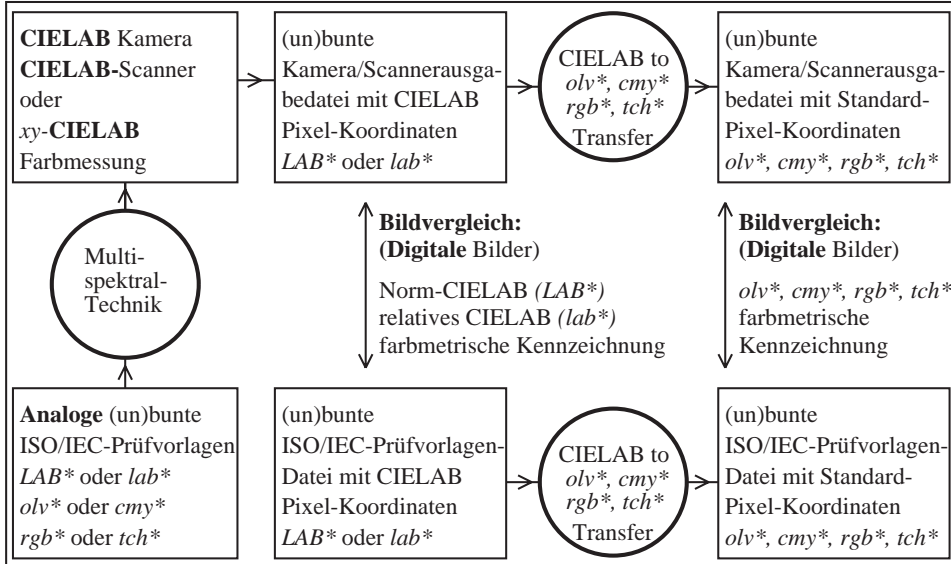 CIELAB Kamera
CIELAB-Scanner
oder
xy-CIELAB
Farbmessung
(un)bunte
Kamera/Scannerausga-
bedatei mit CIELAB
Pixel-Koordinaten
LAB* oder lab*
CIELAB to
olv*, cmy*
rgb*, tch*
Transfer
(un)bunte
Kamera/Scannerausga-
bedatei mit Standard-
Pixel-Koordinaten
olv*, cmy*, rgb*, tch*
Multi-
spektral-
Technik
Bildvergleich:
(Digitale Bilder)
Norm-CIELAB (LAB*)
relatives CIELAB (lab*)
farbmetrische Kennzeichnung
Bildvergleich:
(Digitale Bilder)
olv*, cmy*, rgb*, tch*
farbmetrische
Kennzeichnung
Analoge (un)bunte
ISO/IEC-Prüfvorlagen
LAB* oder lab*
olv* oder cmy*
rgb* oder tch*
(un)bunte
ISO/IEC-Prüfvorlagen-
Datei mit CIELAB
Pixel-Koordinaten
LAB* oder lab*
CIELAB to
olv*, cmy*
rgb*, tch*
Transfer
(un)bunte
ISO/IEC-Prüfvorlagen-
Datei mit Standard-
Pixel-Koordinaten
olv*, cmy*, rgb*, tch*